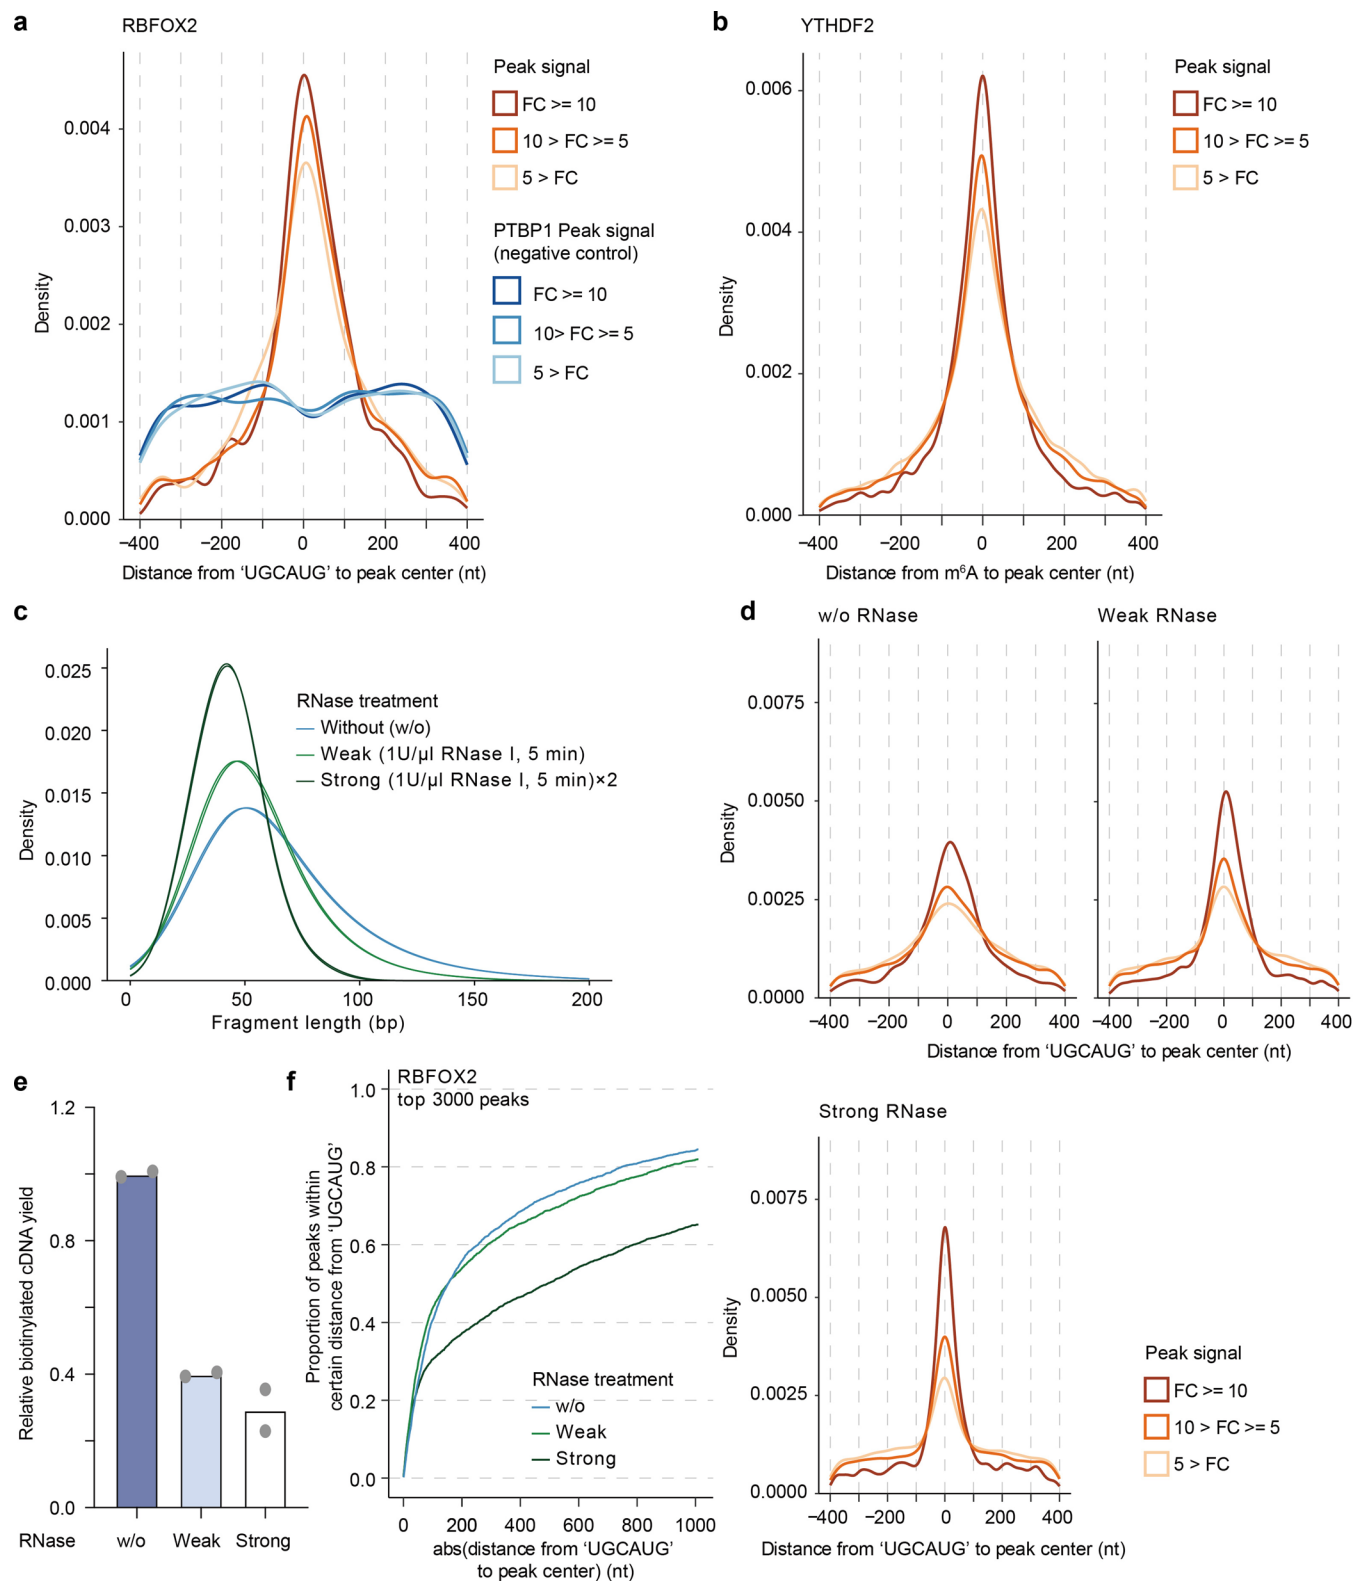 a
RBFOX2
0.004
0.003
0.002
0.001
0.000
Density
−400
−200
0
200
400
Distance from ‘UGCAUG’ to peak center (nt)
Peak signal
FC >= 10
10 > FC >= 5
5 > FC
PTBP1 Peak signal
(negative control)
FC >= 10
10> FC >= 5
5 > FC
b
YTHDF2
0.006
0.004
0.002
0.000
Density
−400
−200
0
200
400
Distance from m⁶A to peak center (nt)
Peak signal
FC >= 10
10 > FC >= 5
5 > FC
c
0.025
0.020
0.015
0.010
0.005
0.000
Density
0
50
100
150
200
Fragment length (bp)
RNase treatment
Without (w/o)
Weak (1U/µl RNase I, 5 min)
Strong (1U/µl RNase I, 5 min)×2
d
w/o RNase
Weak RNase
0.0075
0.0050
0.0025
0.0000
Density
−400
−200
0
200
400
−400
−200
0
200
400
Distance from ‘UGCAUG’ to peak center (nt)
Strong RNase
0.0075
0.0050
0.0025
0.0000
Density
−400
−200
0
200
400
Distance from ‘UGCAUG’ to peak center (nt)
Peak signal
FC >= 10
10 > FC >= 5
5 > FC
e
1.2
0.8
0.4
0.0
Relative biotinylated cDNA yield
RNase
w/o
Weak
Strong
f
RBFOX2
top 3000 peaks
1.0
0.8
0.6
0.4
0.2
0.0
Proportion of peaks within
certain distance from ‘UGCAUG’
RNase treatment
w/o
Weak
Strong
0
200
400
600
800
1000
abs(distance from ‘UGCAUG’
to peak center) (nt)